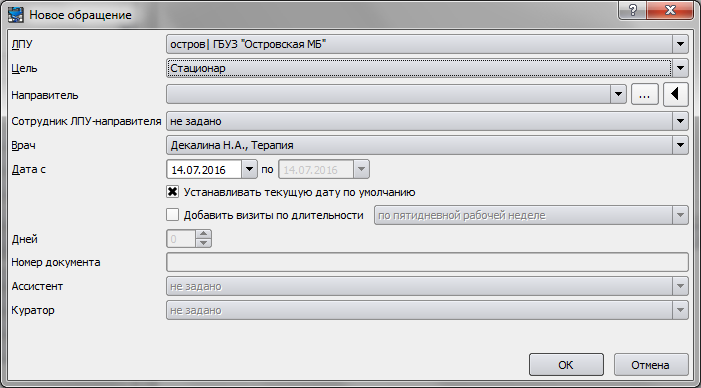 Новое обращение
ЛПУ остров| ГБУЗ "Островская МБ"
Цель Стационар
Направитель ...
Сотрудник ЛПУ-направителя не задано
Врач Декалина Н.А., Терапия
Дата с 14.07.2016 по 14.07.2016
Устанавливать текущую дату по умолчанию
Добавить визиты по длительности по пятидневной рабочей неделе
Дней 0
Номер документа
Ассистент не задано
Куратор не задано
ОК Отмена